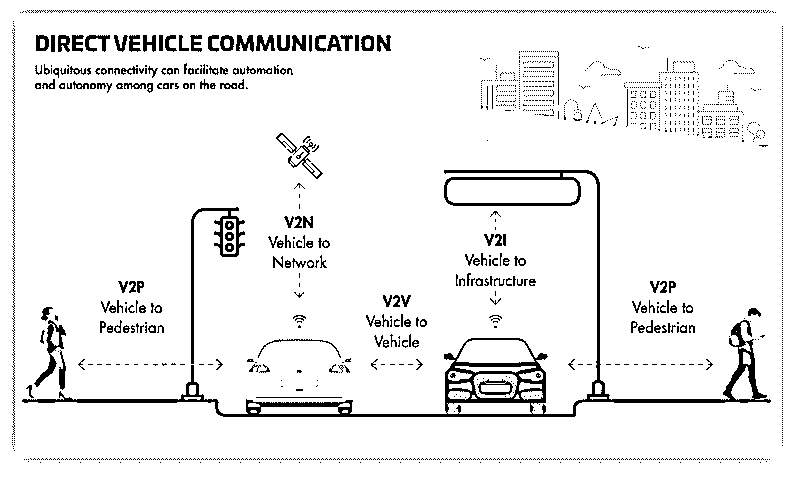 DIRECT VEHICLE COMMUNICATION
Ubiquitous connectivity can facilitate automation
and autonomy among cars on the road.
V2N
Vehicle to
Network
V2I
Vehicle to
Infrastructure
V2P
Vehicle to
Pedestrian
V2V
Vehicle to
Vehicle
V2P
Vehicle to
Pedestrian